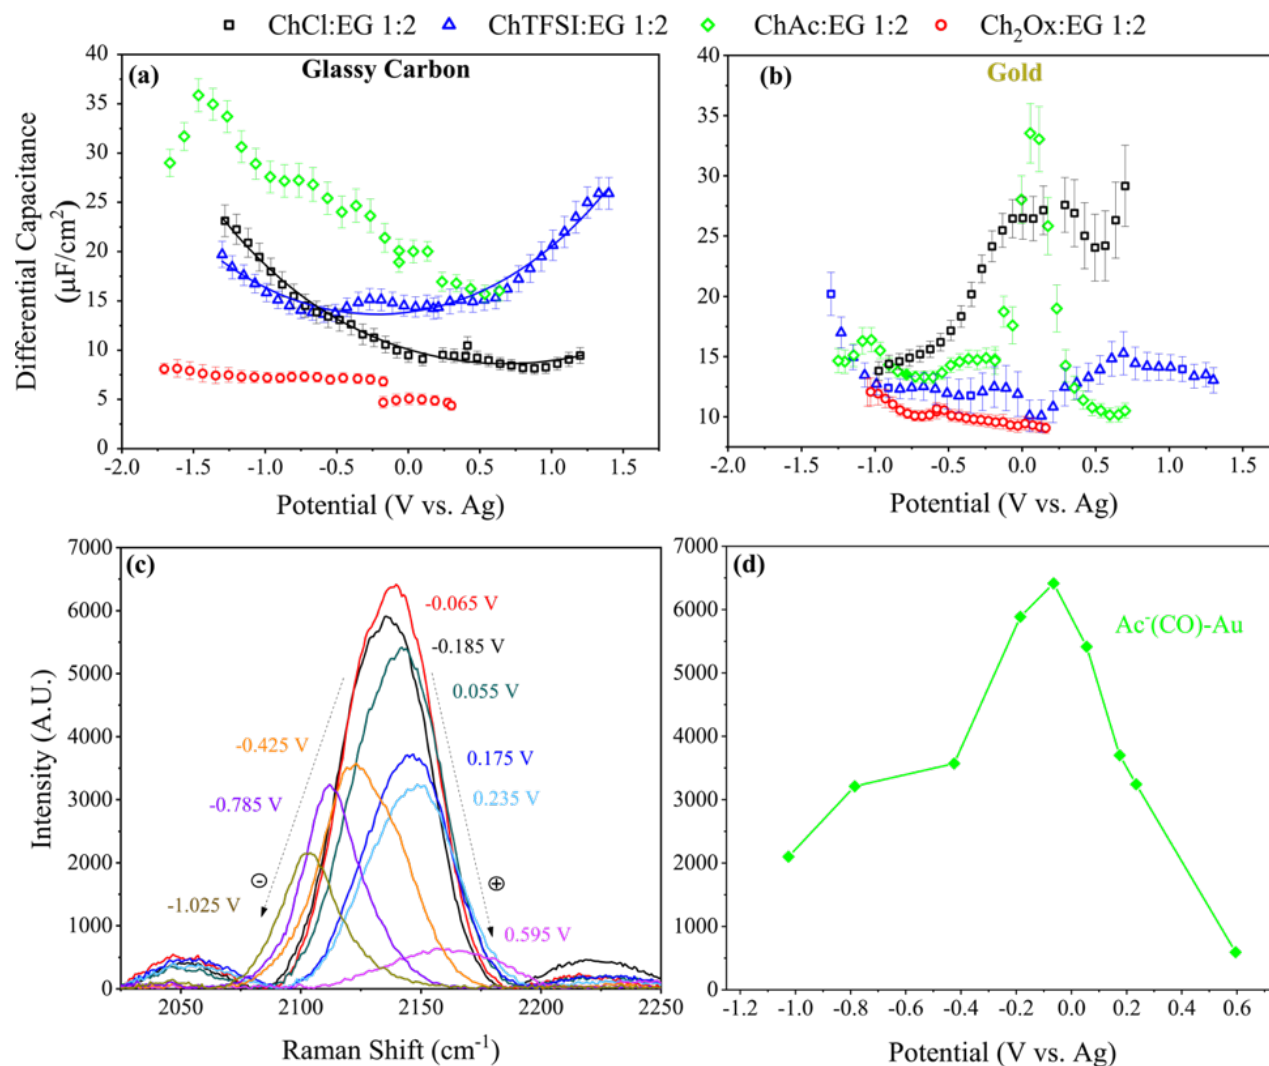 ChCl:EG 1:2 ChTFSI:EG 1:2 ChAc:EG 1:2 Ch₂Ox:EG 1:2
(a) Glassy Carbon
Differential Capacitance
(μF/cm²)
40
35
30
25
20
15
10
5
0
-2.0 -1.5 -1.0 -0.5 0.0 0.5 1.0 1.5
Potential (V vs. Ag)
(b) Gold
40
35
30
25
20
15
10
-2.0 -1.5 -1.0 -0.5 0.0 0.5 1.0 1.5
Potential (V vs. Ag)
(c)
Intensity (A.U.)
7000
6000
5000
4000
3000
2000
1000
0
-0.065 V
-0.185 V
0.055 V
-0.425 V
0.175 V
-0.785 V
0.235 V
-1.025 V
0.595 V
⊖
⊕
2050 2100 2150 2200 2250
Raman Shift (cm⁻¹)
(d)
7000
6000
5000
4000
3000
2000
1000
0
Ac⁻(CO)-Au
-1.2 -1.0 -0.8 -0.6 -0.4 -0.2 0.0 0.2 0.4 0.6
Potential (V vs. Ag)